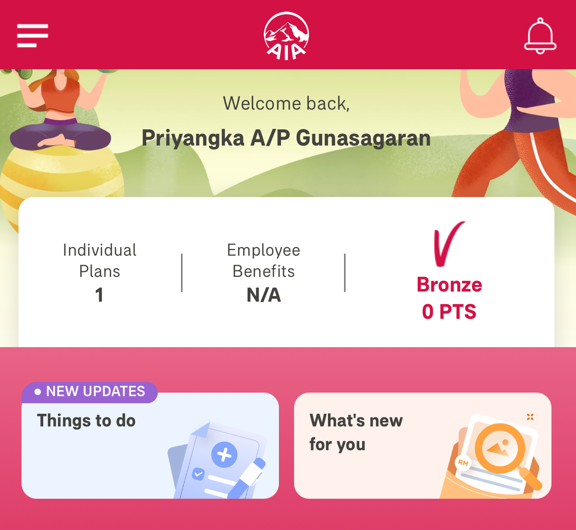 AIA
Welcome back,
Priyangka A/P Gunasagaran
Individual
Plans
1
Employee
Benefits
N/A
Bronze
0 PTS
NEW UPDATES
Things to do
What's new
for you
RM